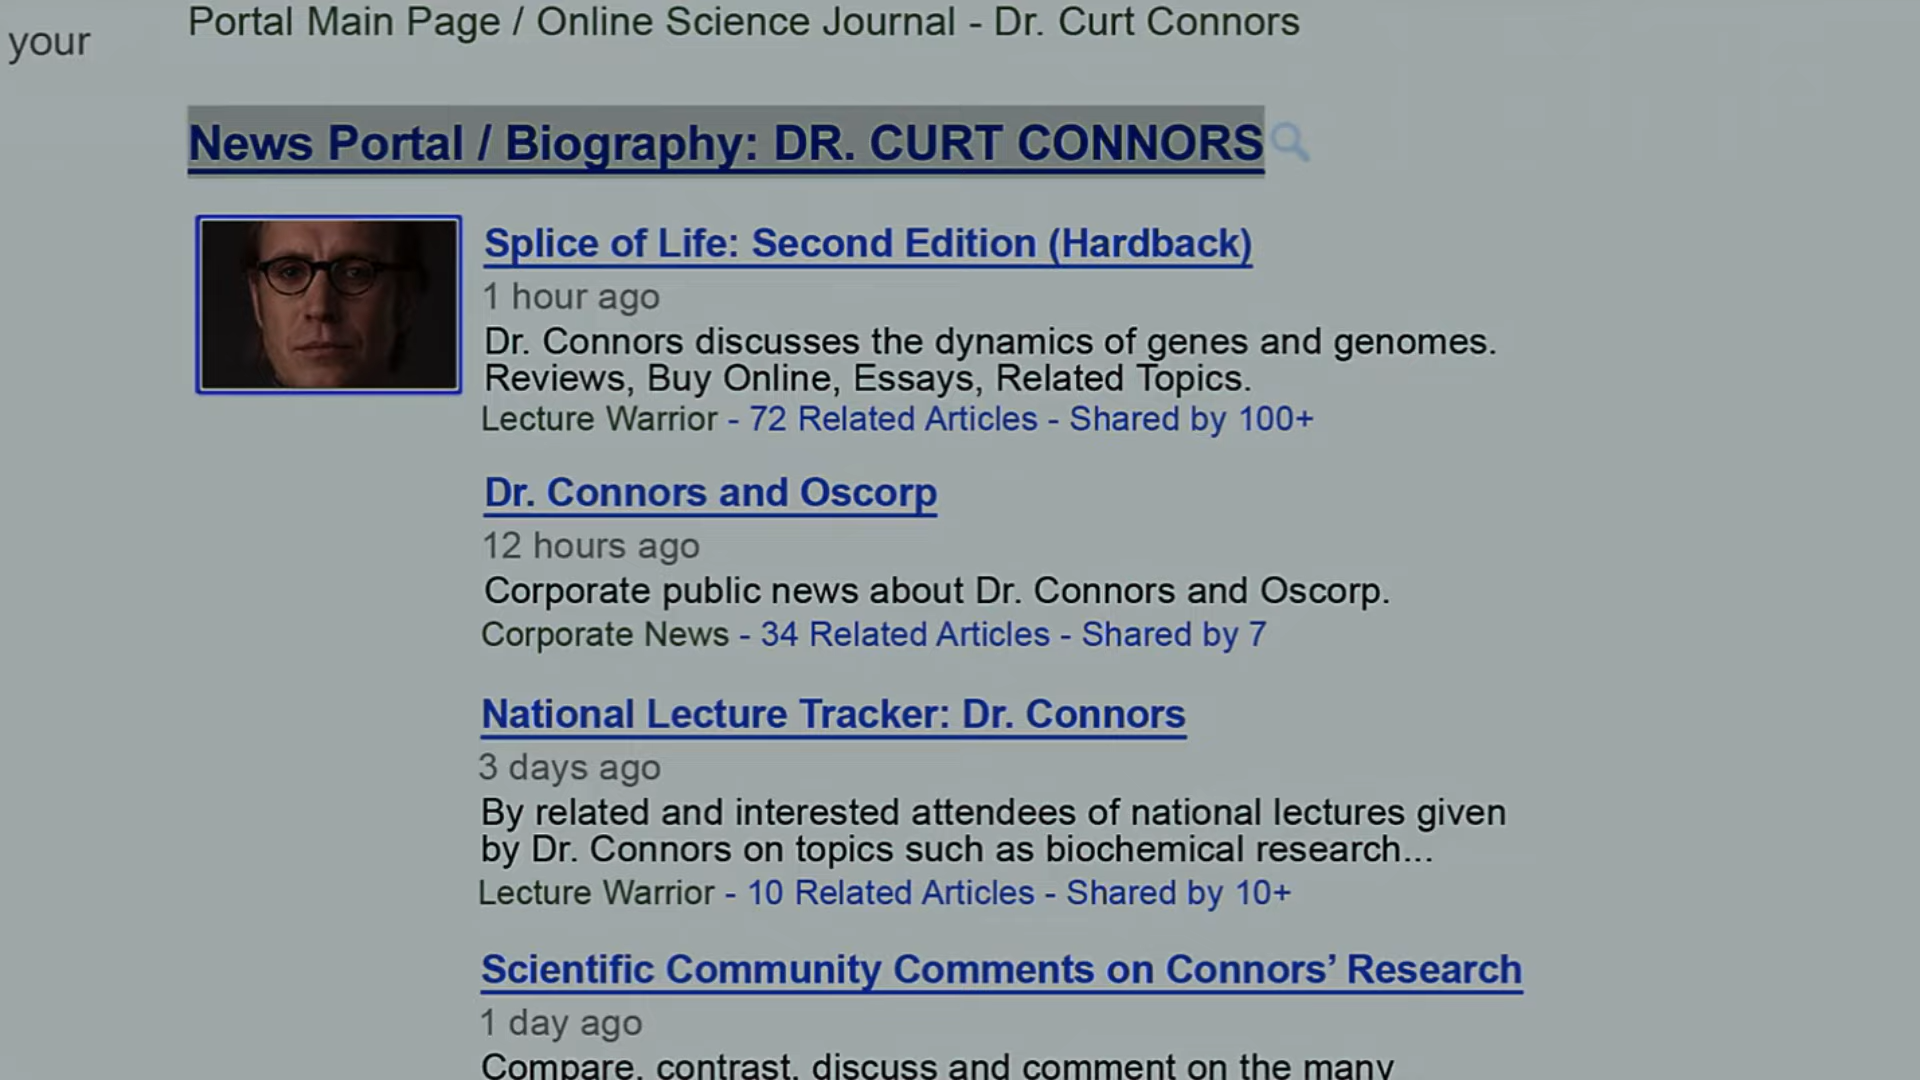 your
Portal Main Page / Online Science Journal - Dr. Curt Connors
News Portal / Biography: DR. CURT CONNORS
Splice of Life: Second Edition (Hardback)
1 hour ago
Dr. Connors discusses the dynamics of genes and genomes.
Reviews, Buy Online, Essays, Related Topics.
Lecture Warrior - 72 Related Articles - Shared by 100+
Dr. Connors and Oscorp
12 hours ago
Corporate public news about Dr. Connors and Oscorp.
Corporate News - 34 Related Articles - Shared by 7
National Lecture Tracker: Dr. Connors
3 days ago
By related and interested attendees of national lectures given
by Dr. Connors on topics such as biochemical research...
Lecture Warrior - 10 Related Articles - Shared by 10+
Scientific Community Comments on Connors’ Research
1 day ago
Compare, contrast, discuss and comment on the many